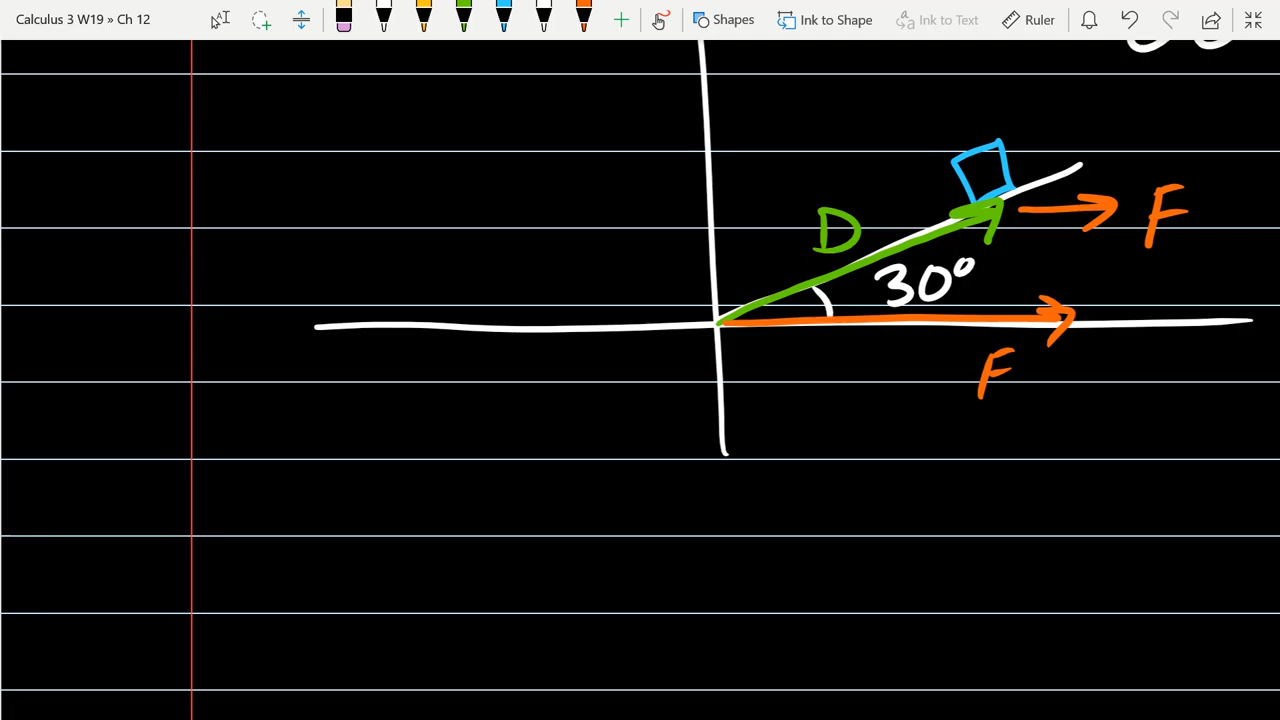 Calculus 3 W19 » Ch 12
Shapes
Ink to Shape
Ink to Text
Ruler
D
F
30°
F